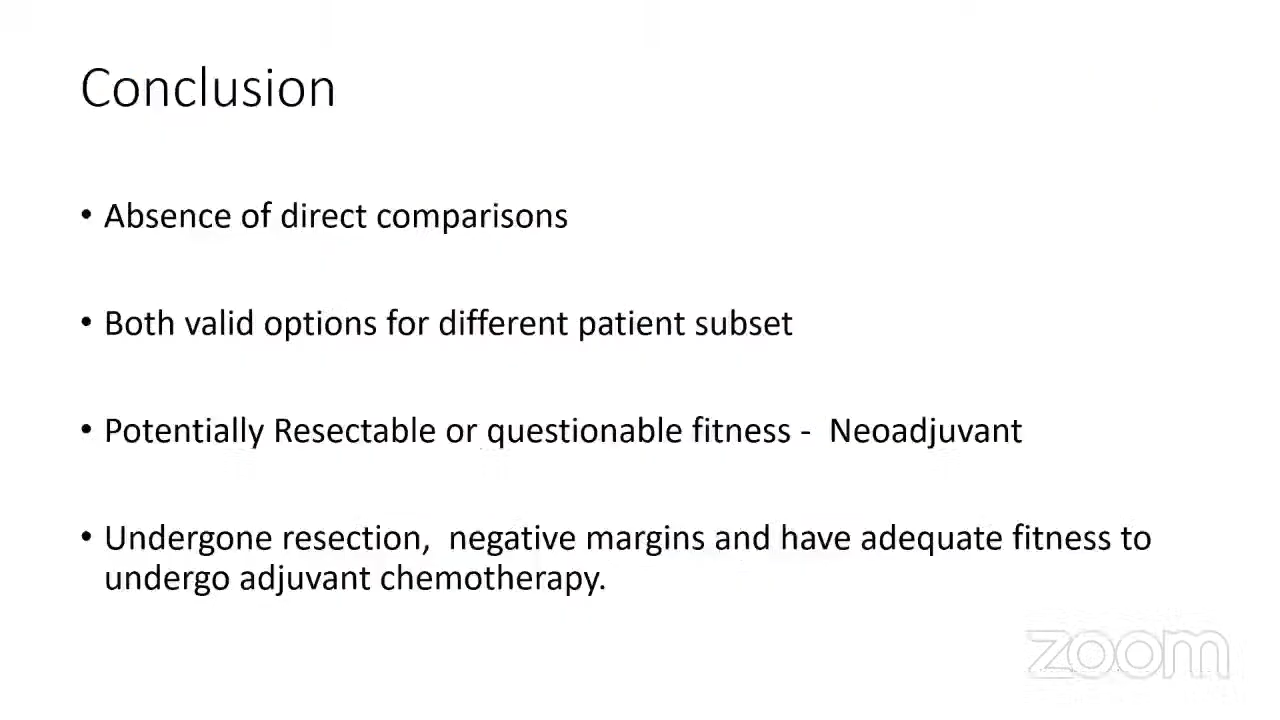 Conclusion
• Absence of direct comparisons
• Both valid options for different patient subset
• Potentially Resectable or questionable fitness -  Neoadjuvant
• Undergone resection,  negative margins and have adequate fitness to
undergo adjuvant chemotherapy.
zoom